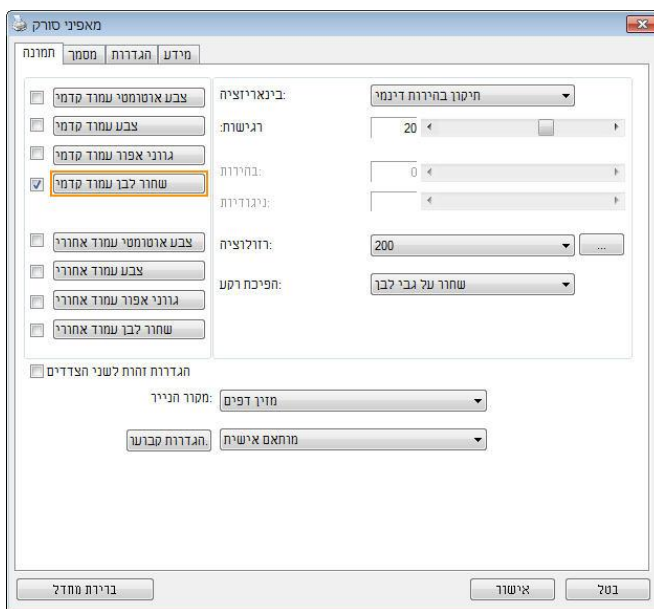 מאפיני סורק
תמונה מסמך הגדרות מידע
צבע אוטומטי עמוד קדמי
צבע עמוד קדמי
גווני אפור עמוד קדמי
שחור לבן עמוד קדמי
צבע אוטומטי עמוד אחורי
צבע עמוד אחורי
גווני אפור עמוד אחורי
שחור לבן עמוד אחורי
בינאריזציה: תיקון בהירות דינמי
רגישות: 20
בהירות: 0
ניגודיות:
רזולוציה: 200 ...
הפיכת רקע: שחור על גבי לבן
הגדרות זהות לשני הצדדים
מקור הנייר: מזין דפים
הגדרות קבוער. מותאם אישית
ברירת מחדל אישור בטל